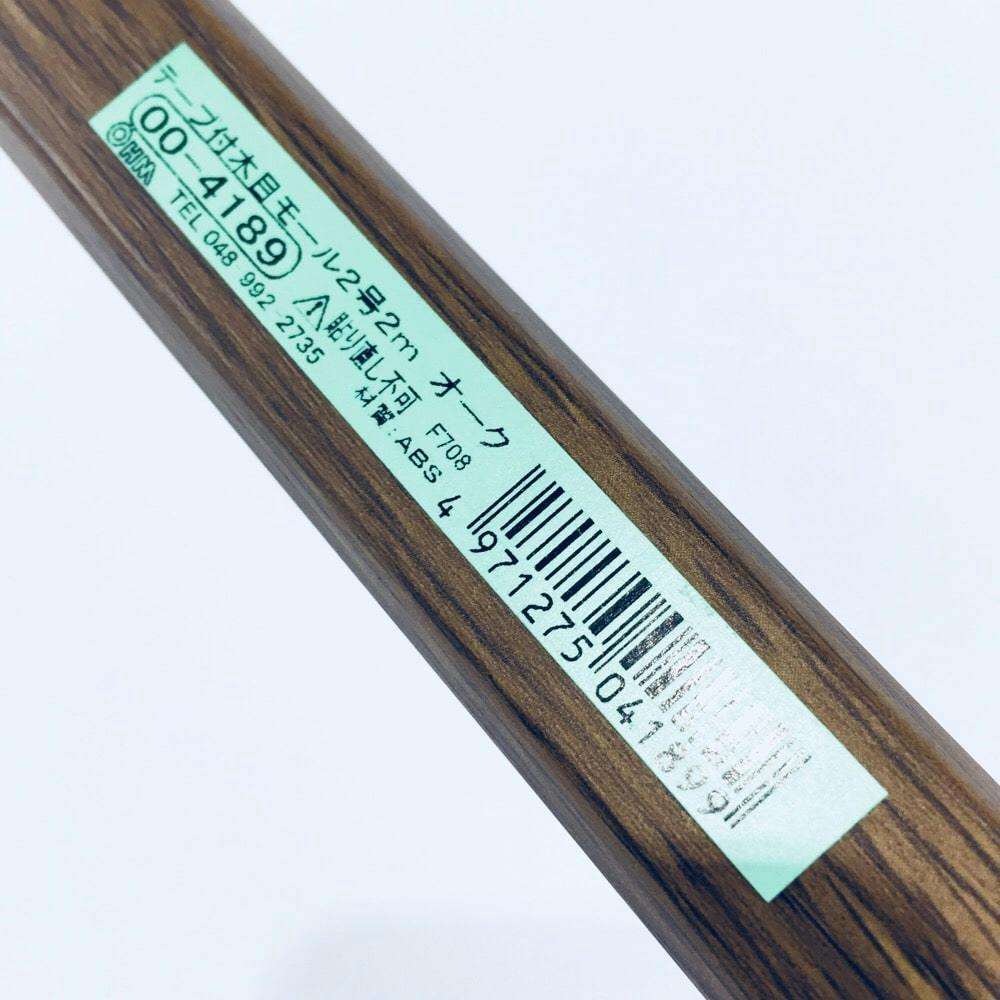 テープ付木目モール2号2m オーク
00-4189
⚠貼り直し不可 F708
OHM TEL 048 992 2735
材質:ABS
4 971275 041899